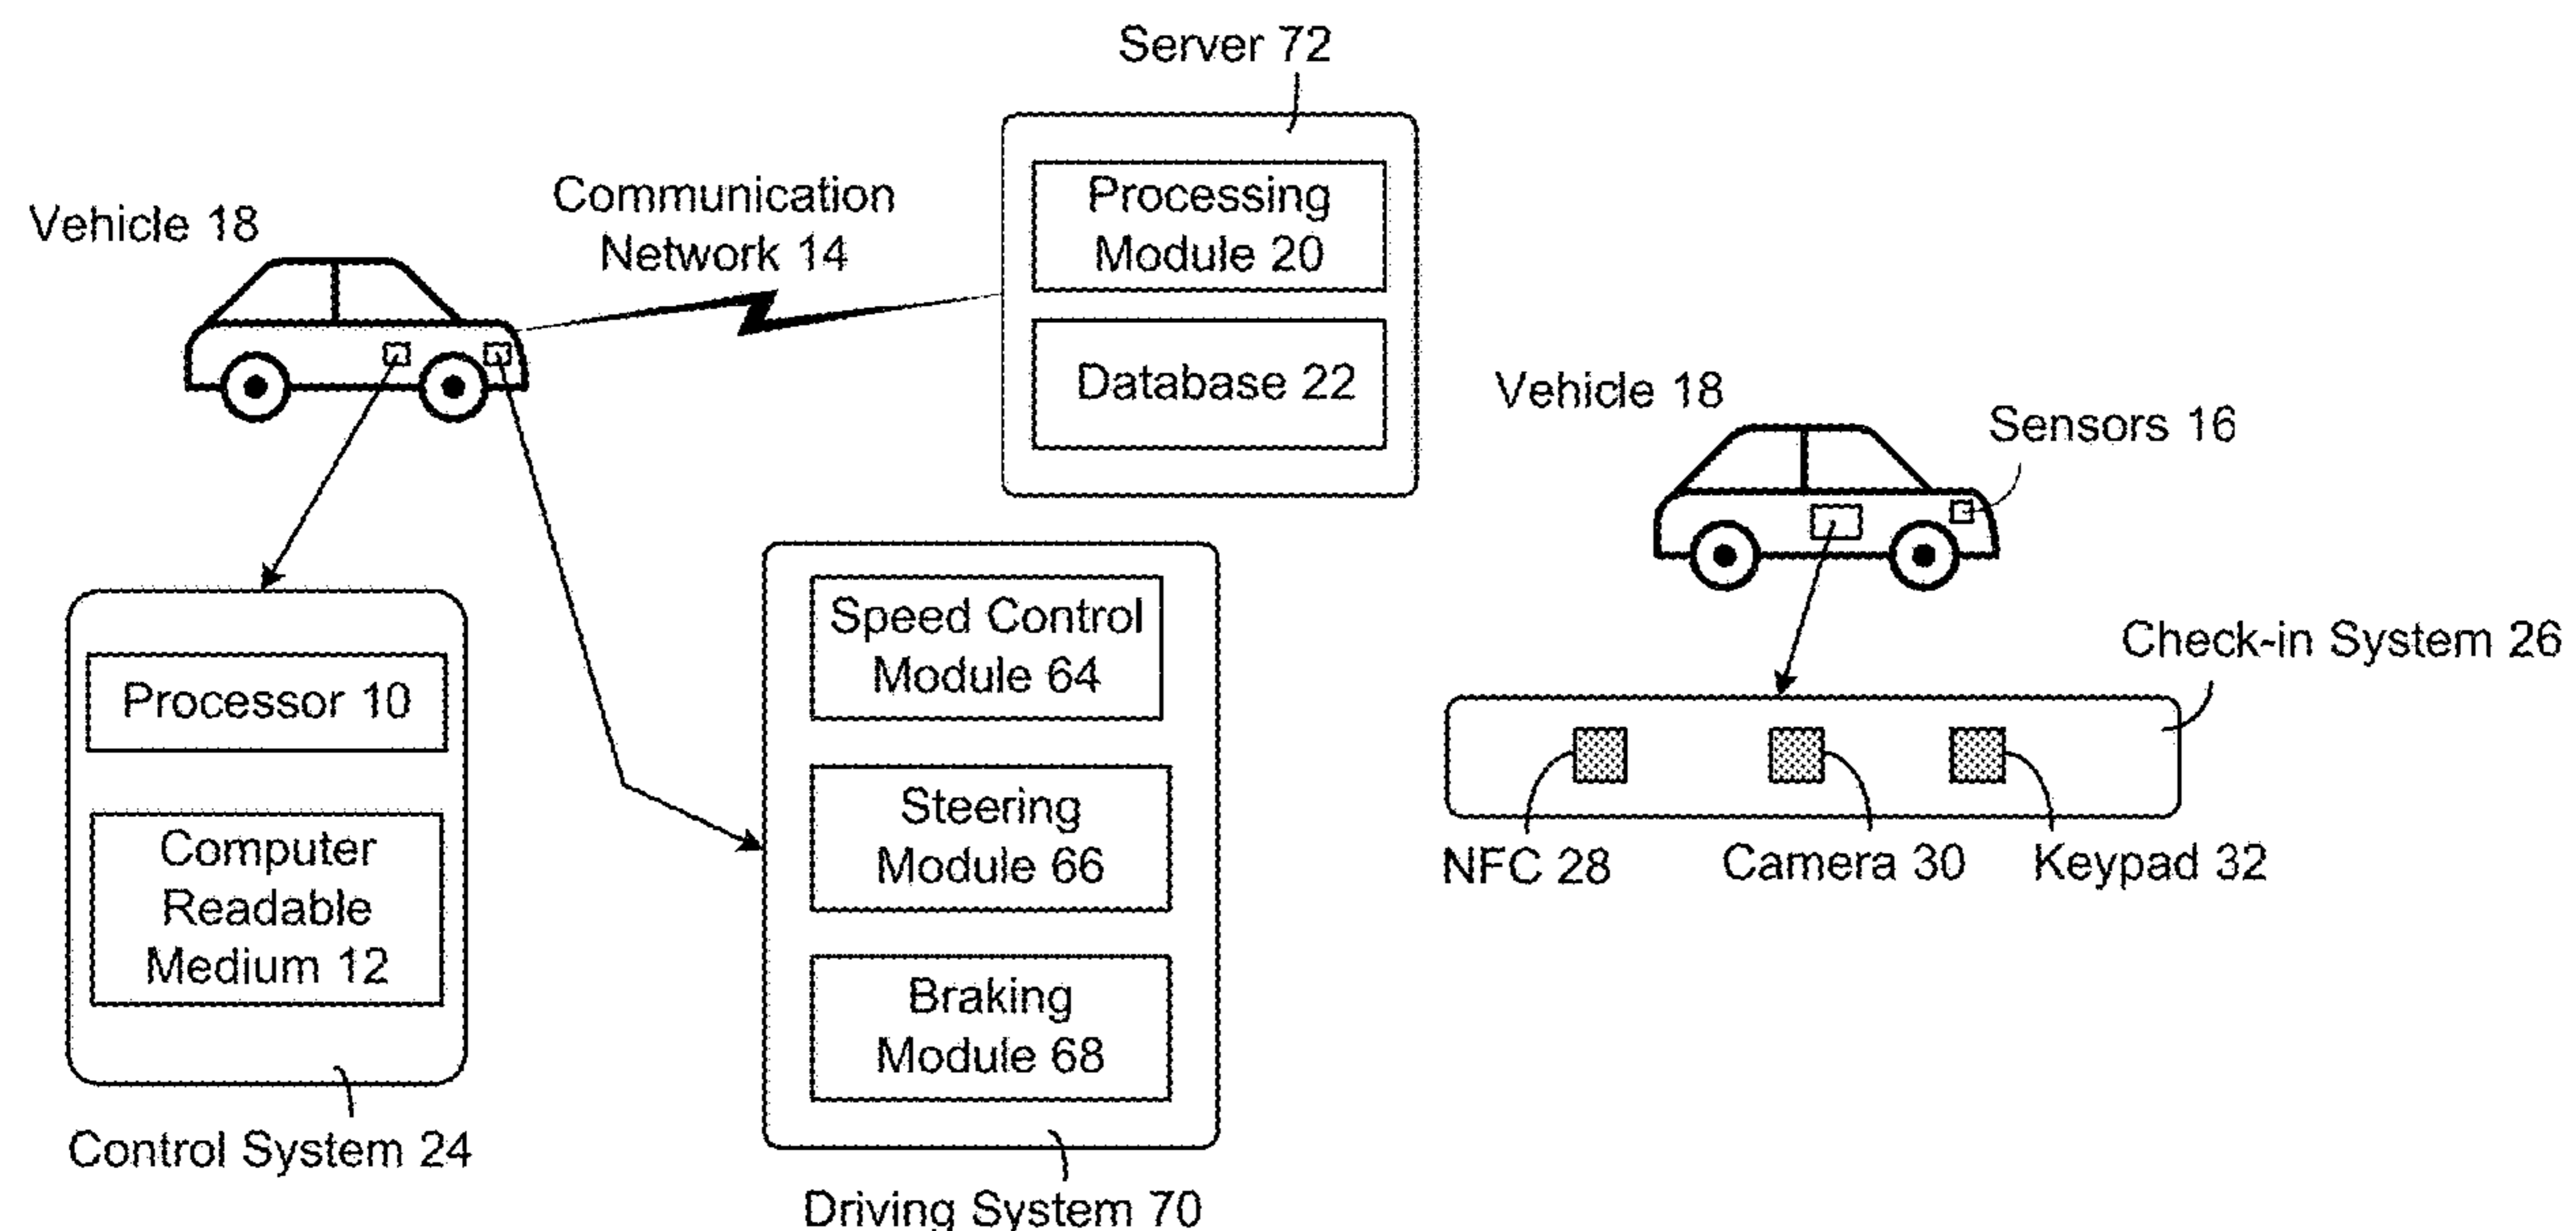 Server 72
Communication
Network 14
Processing
Module 20
Database 22
Vehicle 18
Processor 10
Computer
Readable
Medium 12
Control System 24
Speed Control
Module 64
Steering
Module 66
Braking
Module 68
Driving System 70
Vehicle 18
Sensors 16
Check-in System 26
NFC 28
Camera 30
Keypad 32